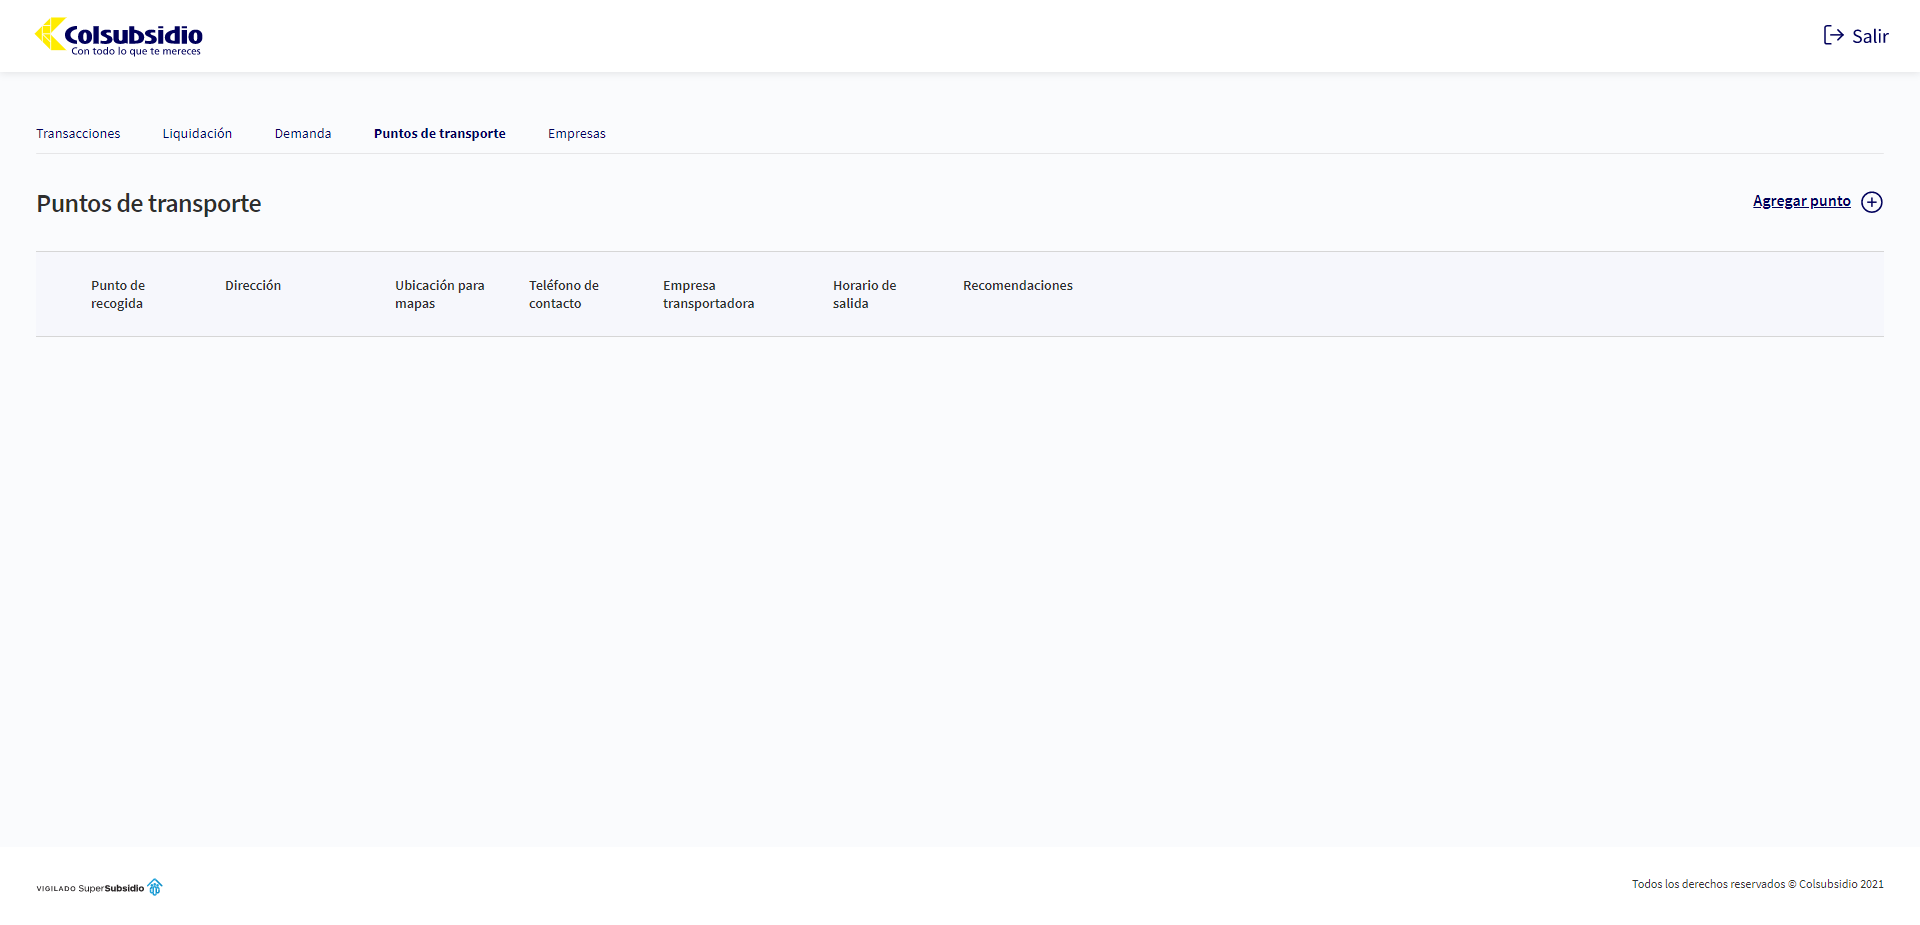 Colsubsidio
Con todo lo que te mereces
Salir
Transacciones Liquidación Demanda Puntos de transporte Empresas
Puntos de transporte
Agregar punto
Punto de recogida
Dirección
Ubicación para mapas
Teléfono de contacto
Empresa transportadora
Horario de salida
Recomendaciones
VIGILADO SuperSubsidio
Todos los derechos reservados © Colsubsidio 2021